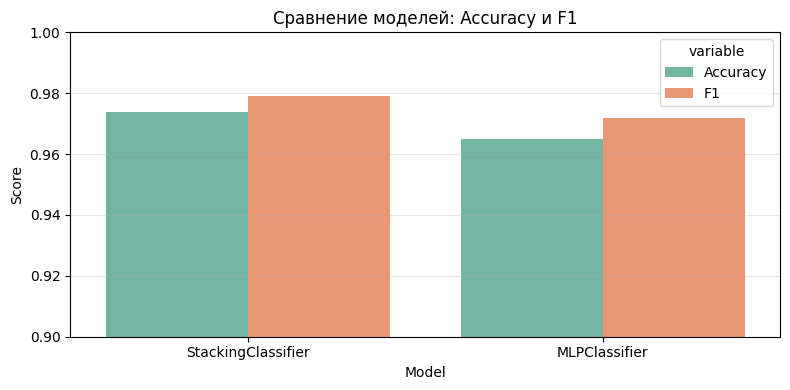 Сравнение моделей: Accuracy и F1
variable
Accuracy
F1
Score
1.00
0.98
0.96
0.94
0.92
0.90
StackingClassifier
MLPClassifier
Model